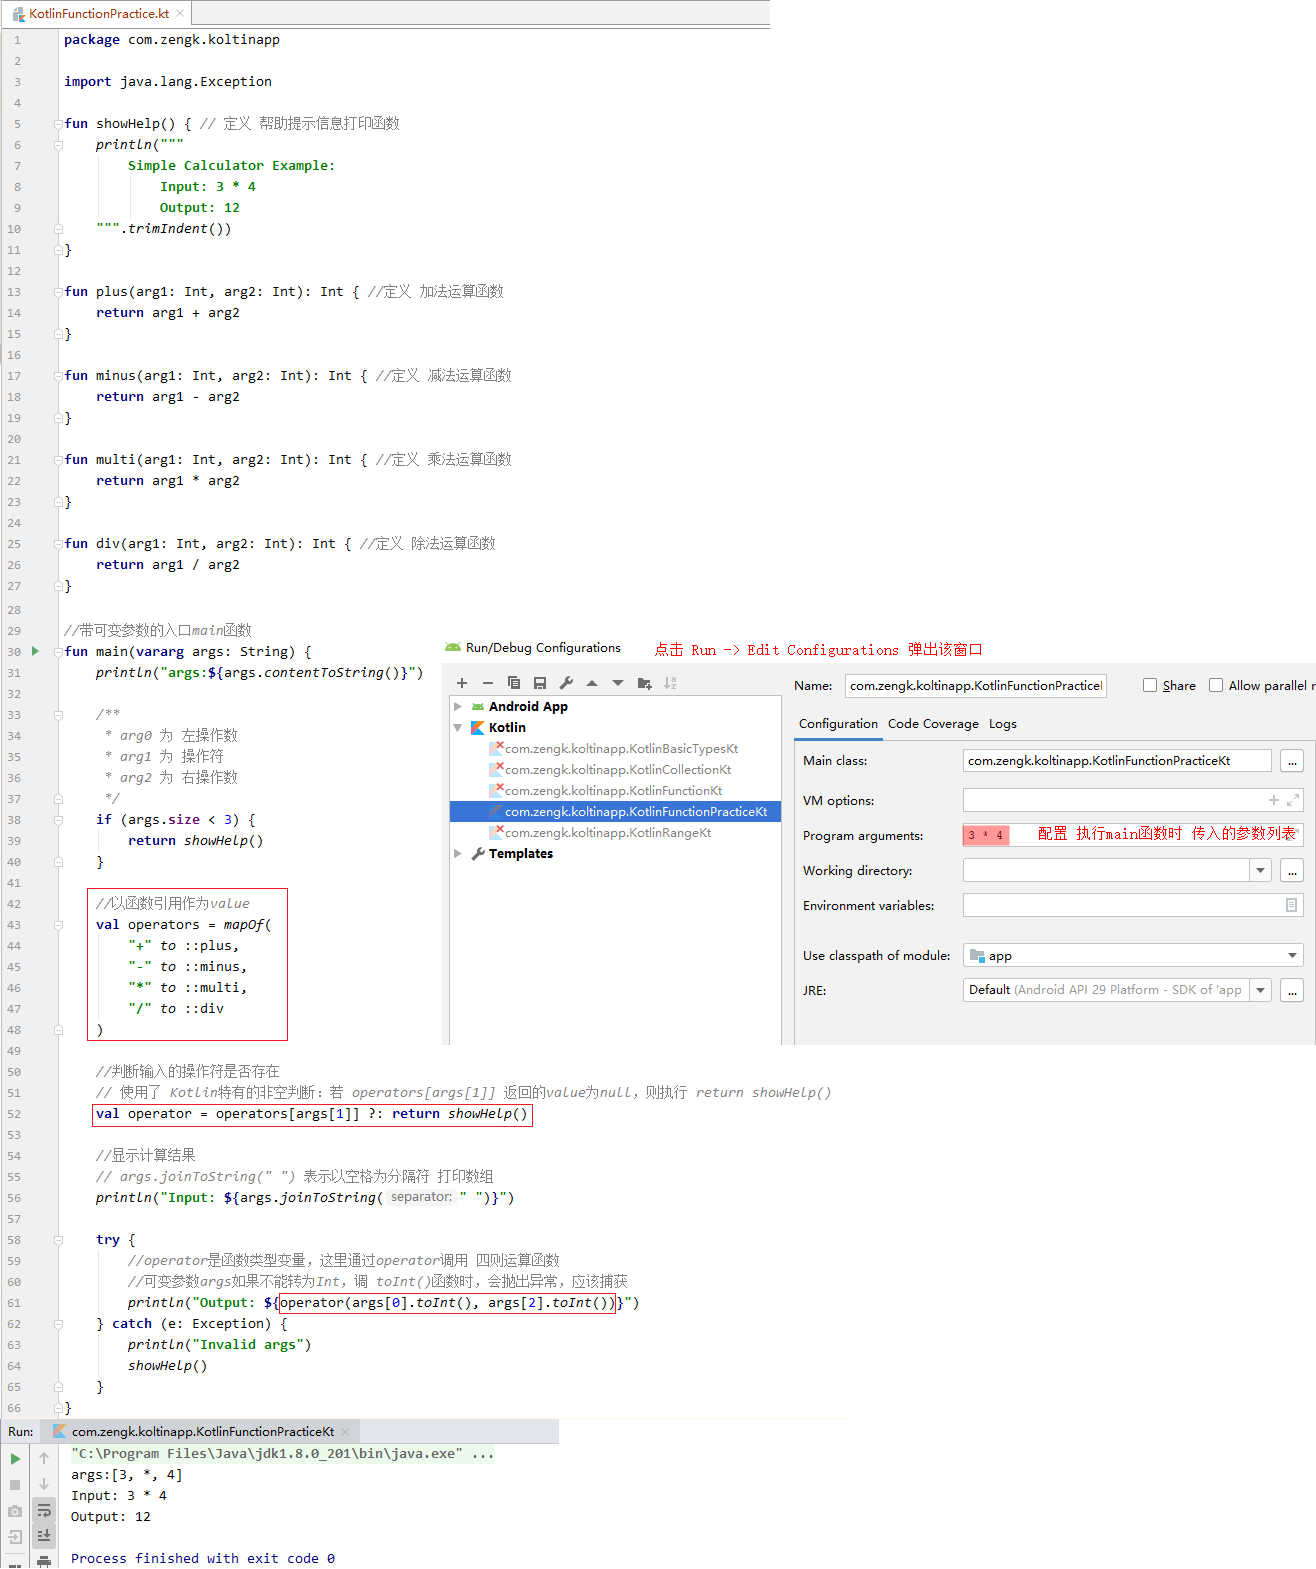 KotlinFunctionPractice.kt
1 package com.zengk.koltinapp
2
3 import java.lang.Exception
4
5 fun showHelp() { // 定义 帮助提示信息打印函数
6 println("""
7 Simple Calculator Example:
8 Input: 3 * 4
9 Output: 12
10 """.trimIndent())
11 }
12
13 fun plus(arg1: Int, arg2: Int): Int { //定义 加法运算函数
14 return arg1 + arg2
15 }
16
17 fun minus(arg1: Int, arg2: Int): Int { //定义 减法运算函数
18 return arg1 - arg2
19 }
20
21 fun multi(arg1: Int, arg2: Int): Int { //定义 乘法运算函数
22 return arg1 * arg2
23 }
24
25 fun div(arg1: Int, arg2: Int): Int { //定义 除法运算函数
26 return arg1 / arg2
27 }
28
29 //带可变参数的入口main函数
30 fun main(vararg args: String) {
31 println("args:${args.contentToString()}")
32
33 /**
34 * arg0 为 左操作数
35 * arg1 为 操作符
36 * arg2 为 右操作数
37 */
38 if (args.size < 3) {
39 return showHelp()
40 }
41
42 //以函数引用作为value
43 val operators = mapOf(
44 "+" to ::plus,
45 "-" to ::minus,
46 "*" to ::multi,
47 "/" to ::div
48 )
49
50 //判断输入的操作符是否存在
51 // 使用了 Kotlin特有的非空判断：若 operators[args[1]] 返回的value为null，则执行 return showHelp()
52 val operator = operators[args[1]] ?: return showHelp()
53
54 //显示计算结果
55 // args.joinToString(" ") 表示以空格为分隔符 打印数组
56 println("Input: ${args.joinToString( separator: " ")}")
57
58 try {
59 //operator是函数类型变量，这里通过operator调用 四则运算函数
60 //可变参数args如果不能转为Int，调 toInt()函数时，会抛出异常，应该捕获
61 println("Output: ${operator(args[0].toInt(), args[2].toInt())}")
62 } catch (e: Exception) {
63 println("Invalid args")
64 showHelp()
65 }
66 }
Run/Debug Configurations
点击 Run -> Edit Configurations 弹出该窗口
Android App
Kotlin
com.zengk.koltinapp.KotlinBasicTypesKt
com.zengk.koltinapp.KotlinCollectionKt
com.zengk.koltinapp.KotlinFunctionKt
com.zengk.koltinapp.KotlinFunctionPracticeKt
com.zengk.koltinapp.KotlinRangeKt
Templates
Name: com.zengk.koltinapp.KotlinFunctionPractice Share Allow parallel r
Configuration Code Coverage Logs
Main class: com.zengk.koltinapp.KotlinFunctionPracticeKt ...
VM options:
Program arguments: 3 * 4 配置 执行main函数时 传入的参数列表
Working directory: ...
Environment variables:
Use classpath of module: app
JRE: Default (Android API 29 Platform - SDK of 'app ...
Run: com.zengk.koltinapp.KotlinFunctionPracticeKt
"C:\Program Files\Java\jdk1.8.0_201\bin\java.exe" ...
args:[3, *, 4]
Input: 3 * 4
Output: 12
Process finished with exit code 0